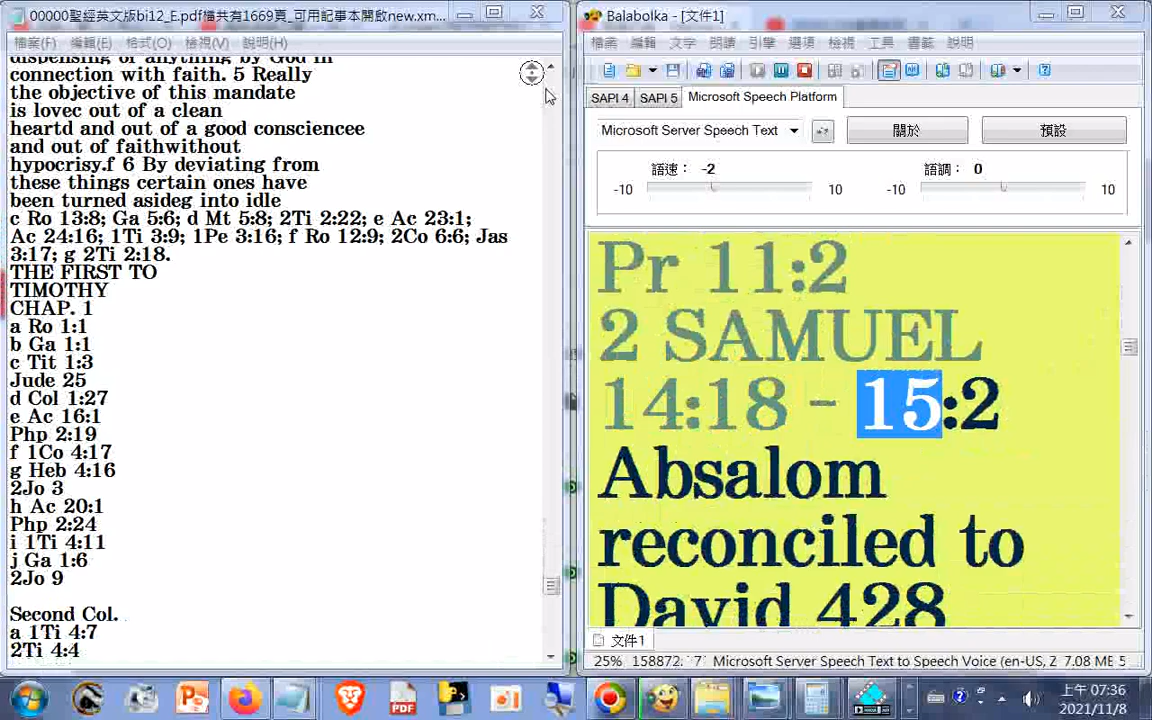 00000聖經英文版bi12_E.pdf檔共有1669頁_可用記事本開啟new.xm...
檔案(F) 編輯(E) 格式(O) 檢視(V) 說明(H)
dispensing of anything by God in
connection with faith. 5 Really
the objective of this mandate
is lovec out of a clean
heartd and out of a good consciencee
and out of faithwithout
hypocrisy.f 6 By deviating from
these things certain ones have
been turned asideg into idle
c Ro 13:8; Ga 5:6; d Mt 5:8; 2Ti 2:22; e Ac 23:1;
Ac 24:16; 1Ti 3:9; 1Pe 3:16; f Ro 12:9; 2Co 6:6; Jas
3:17; g 2Ti 2:18.
THE FIRST TO
TIMOTHY
CHAP. 1
a Ro 1:1
b Ga 1:1
c Tit 1:3
Jude 25
d Col 1:27
e Ac 16:1
Php 2:19
f 1Co 4:17
g Heb 4:16
2Jo 3
h Ac 20:1
Php 2:24
i 1Ti 4:11
j Ga 1:6
2Jo 9
Second Col.
a 1Ti 4:7
2Ti 4:4
Balabolka - [文件1]
檔案 編輯 文字 朗讀 引擎 選項 檢視 工具 書籤 說明
SAPI 4 SAPI 5 Microsoft Speech Platform
Microsoft Server Speech Text 關於 預設
語速： -2 語調： 0
-10 10 -10 10
Pr 11:2
2 SAMUEL
14:18 - 15:2
Absalom
reconciled to
David 428
文件1
25% Microsoft Server Speech Text to Speech Voice (en-US, 2 7.08 MB 5
PDF
上午 07:36
2021/11/8